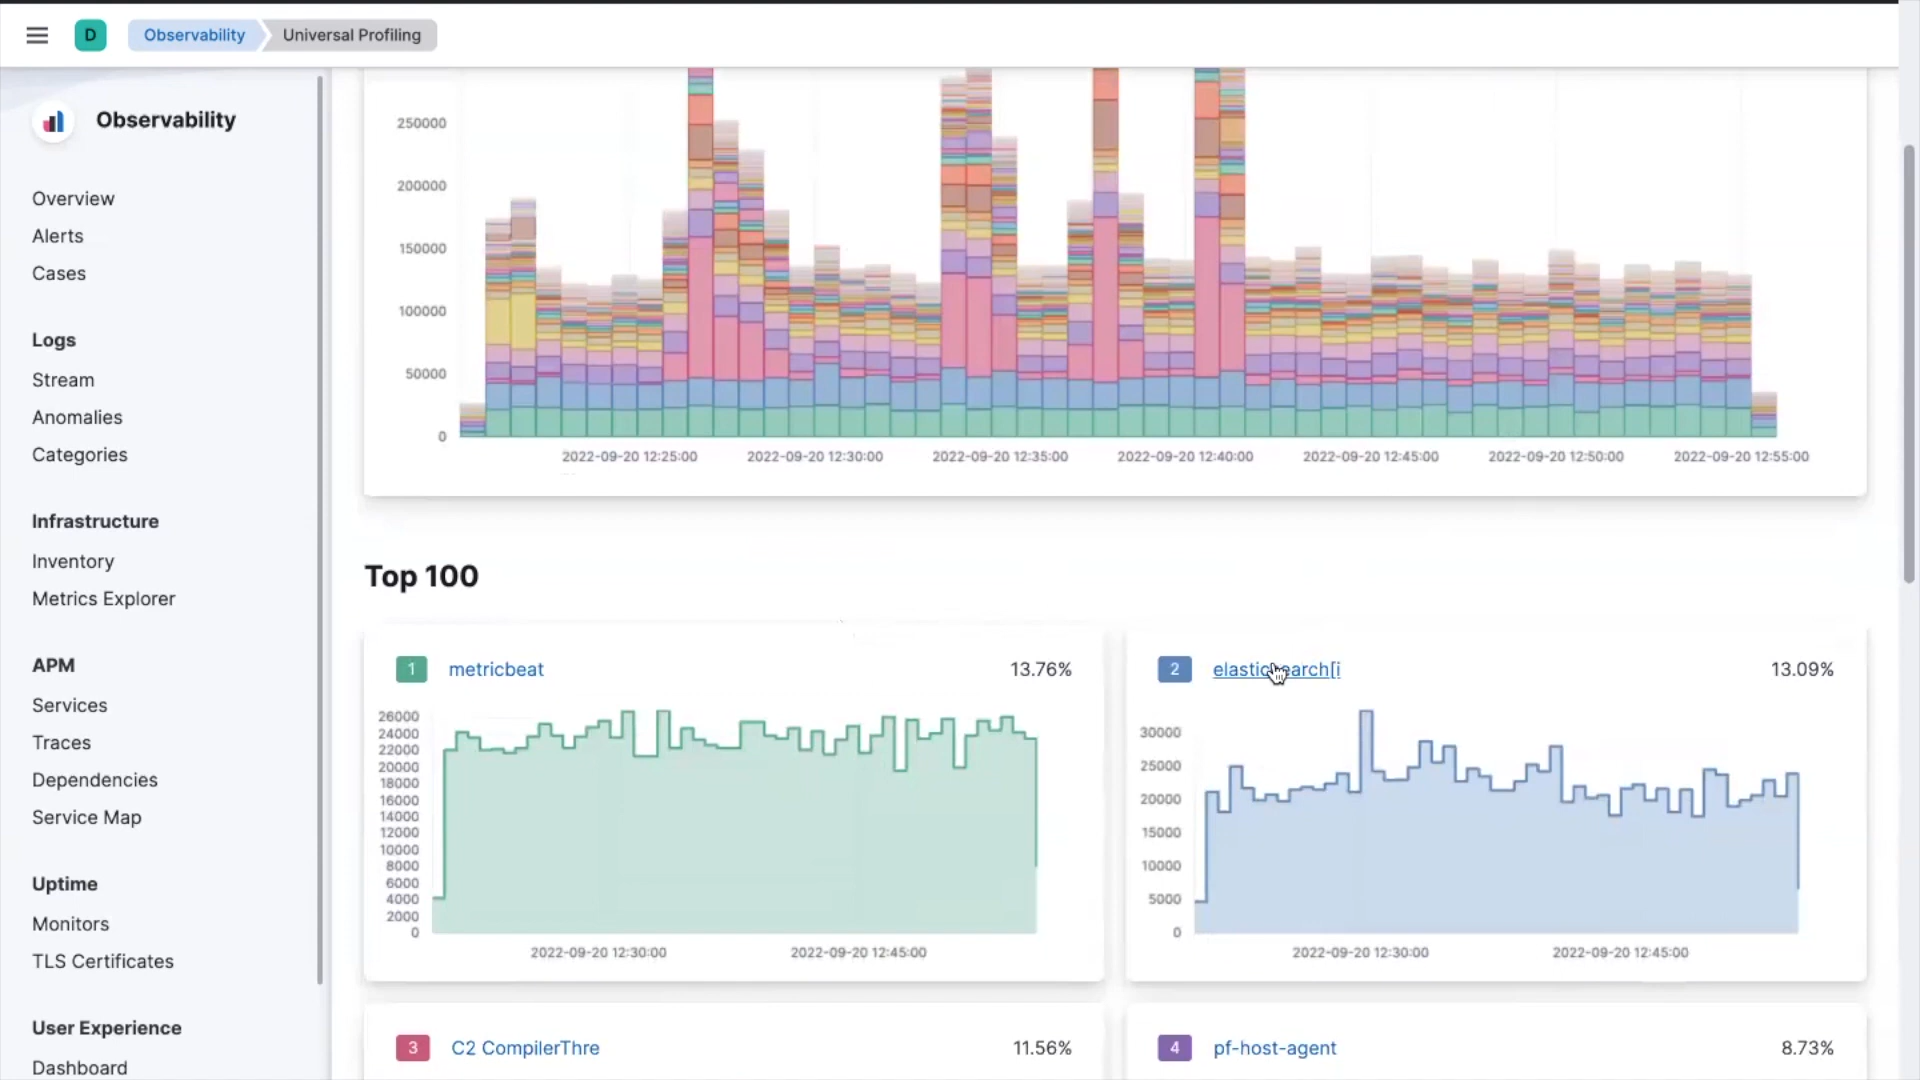 D
Observability
Universal Profiling
Observability
Overview
Alerts
Cases
Logs
Stream
Anomalies
Categories
Infrastructure
Inventory
Metrics Explorer
APM
Services
Traces
Dependencies
Service Map
Uptime
Monitors
TLS Certificates
User Experience
Dashboard
250000
200000
150000
100000
50000
0
2022-09-20 12:25:00 2022-09-20 12:30:00 2022-09-20 12:35:00 2022-09-20 12:40:00 2022-09-20 12:45:00 2022-09-20 12:50:00 2022-09-20 12:55:00
Top 100
1 metricbeat 13.76%
26000
24000
22000
20000
18000
16000
14000
12000
10000
8000
6000
4000
2000
0
2022-09-20 12:30:00 2022-09-20 12:45:00
2 elasticsearch[i 13.09%
30000
25000
20000
15000
10000
5000
0
2022-09-20 12:30:00 2022-09-20 12:45:00
3 C2 CompilerThre 11.56%
4 pf-host-agent 8.73%